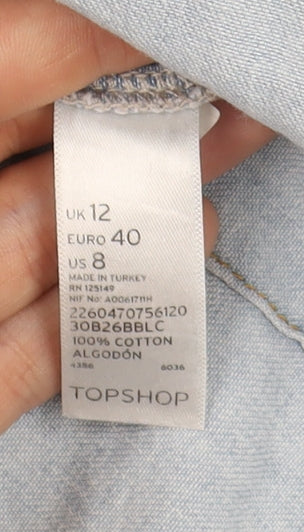 UK 12
EURO 40
US 8
MADE IN TURKEY
RN 125149
NIF No: A0061711H
2260470756120
30B26BBLC
100% COTTON
ALGODÓN
4386 6036
TOPSHOP